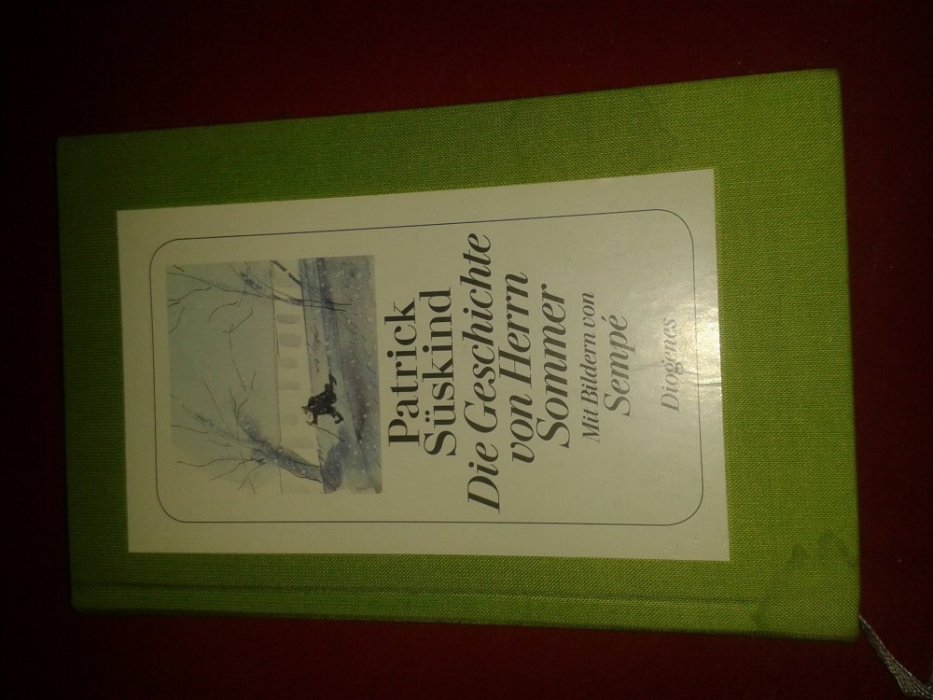 Patrick
Süskind
Die Geschichte
von Herrn
Sommer
Mit Bildern von
Sempé
Diogenes